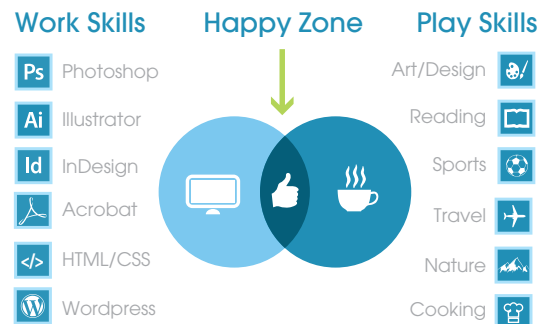 Work Skills
Happy Zone
Play Skills
Ps Photoshop
Ai Illustrator
Id InDesign
Acrobat
</> HTML/CSS
Wordpress
Art/Design
Reading
Sports
Travel
Nature
Cooking